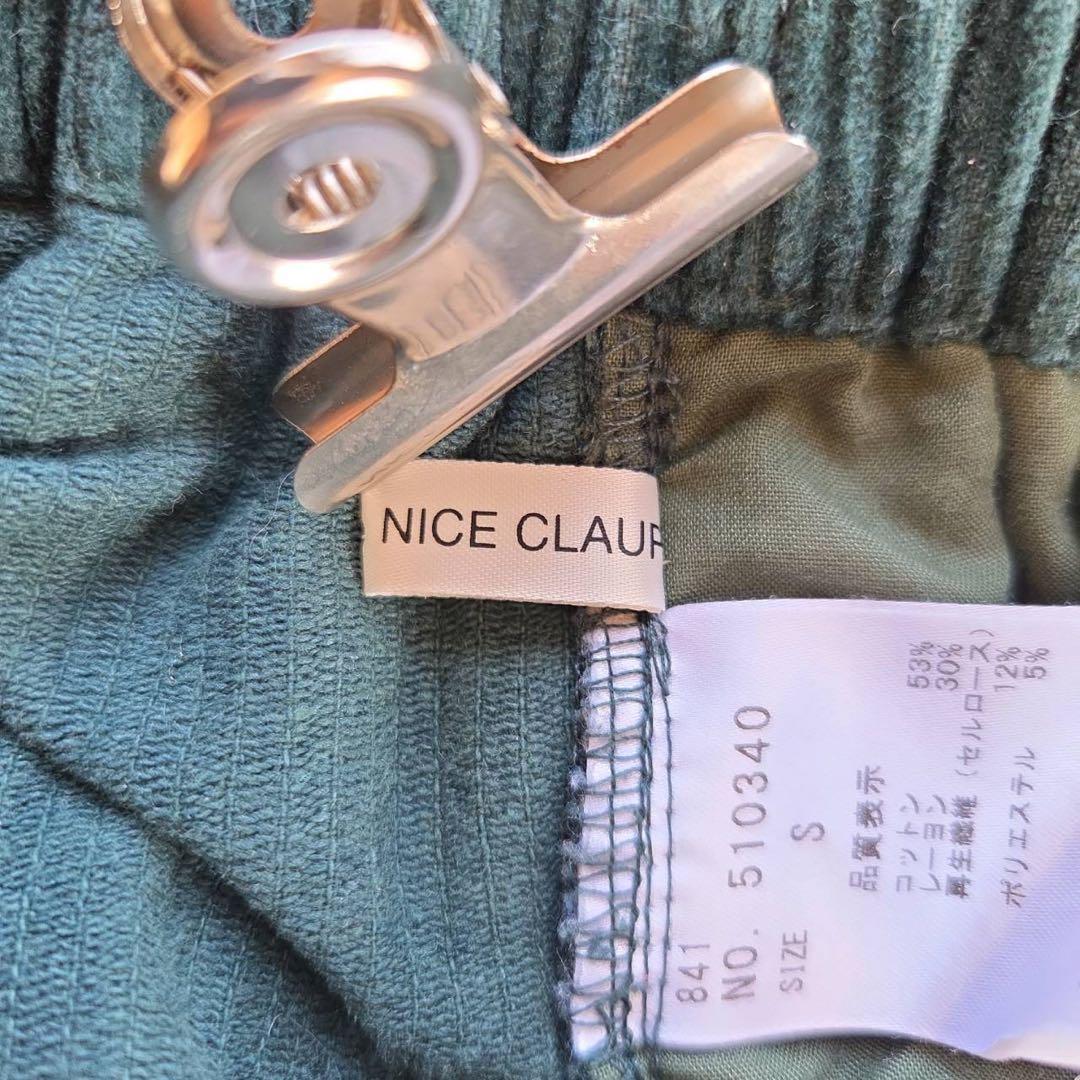 NICE CLAUP
841
NO. 510340
SIZE S
品質表示
コットン 53%
レーヨン 30%
再生繊維（セルロース） 12%
ポリエステル 5%